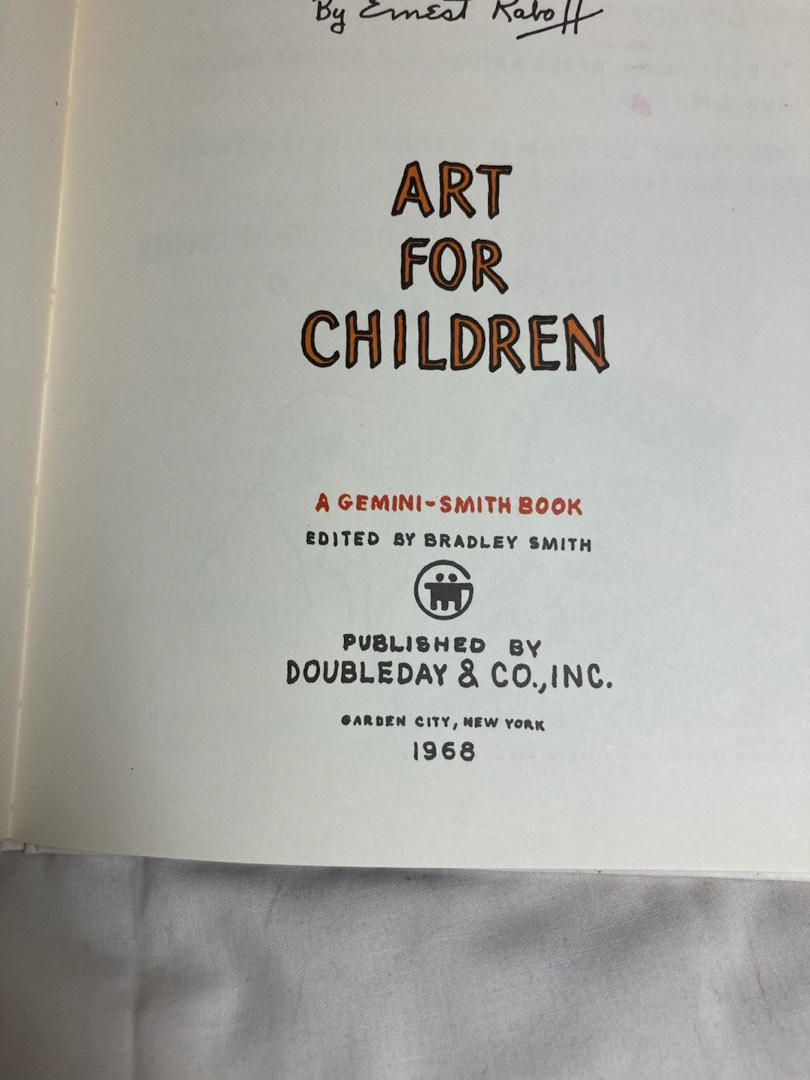 By Ernest Raboff
ART
FOR
CHILDREN
A GEMINI-SMITH BOOK
EDITED BY BRADLEY SMITH
PUBLISHED BY
DOUBLEDAY & CO., INC.
GARDEN CITY, NEW YORK
1968